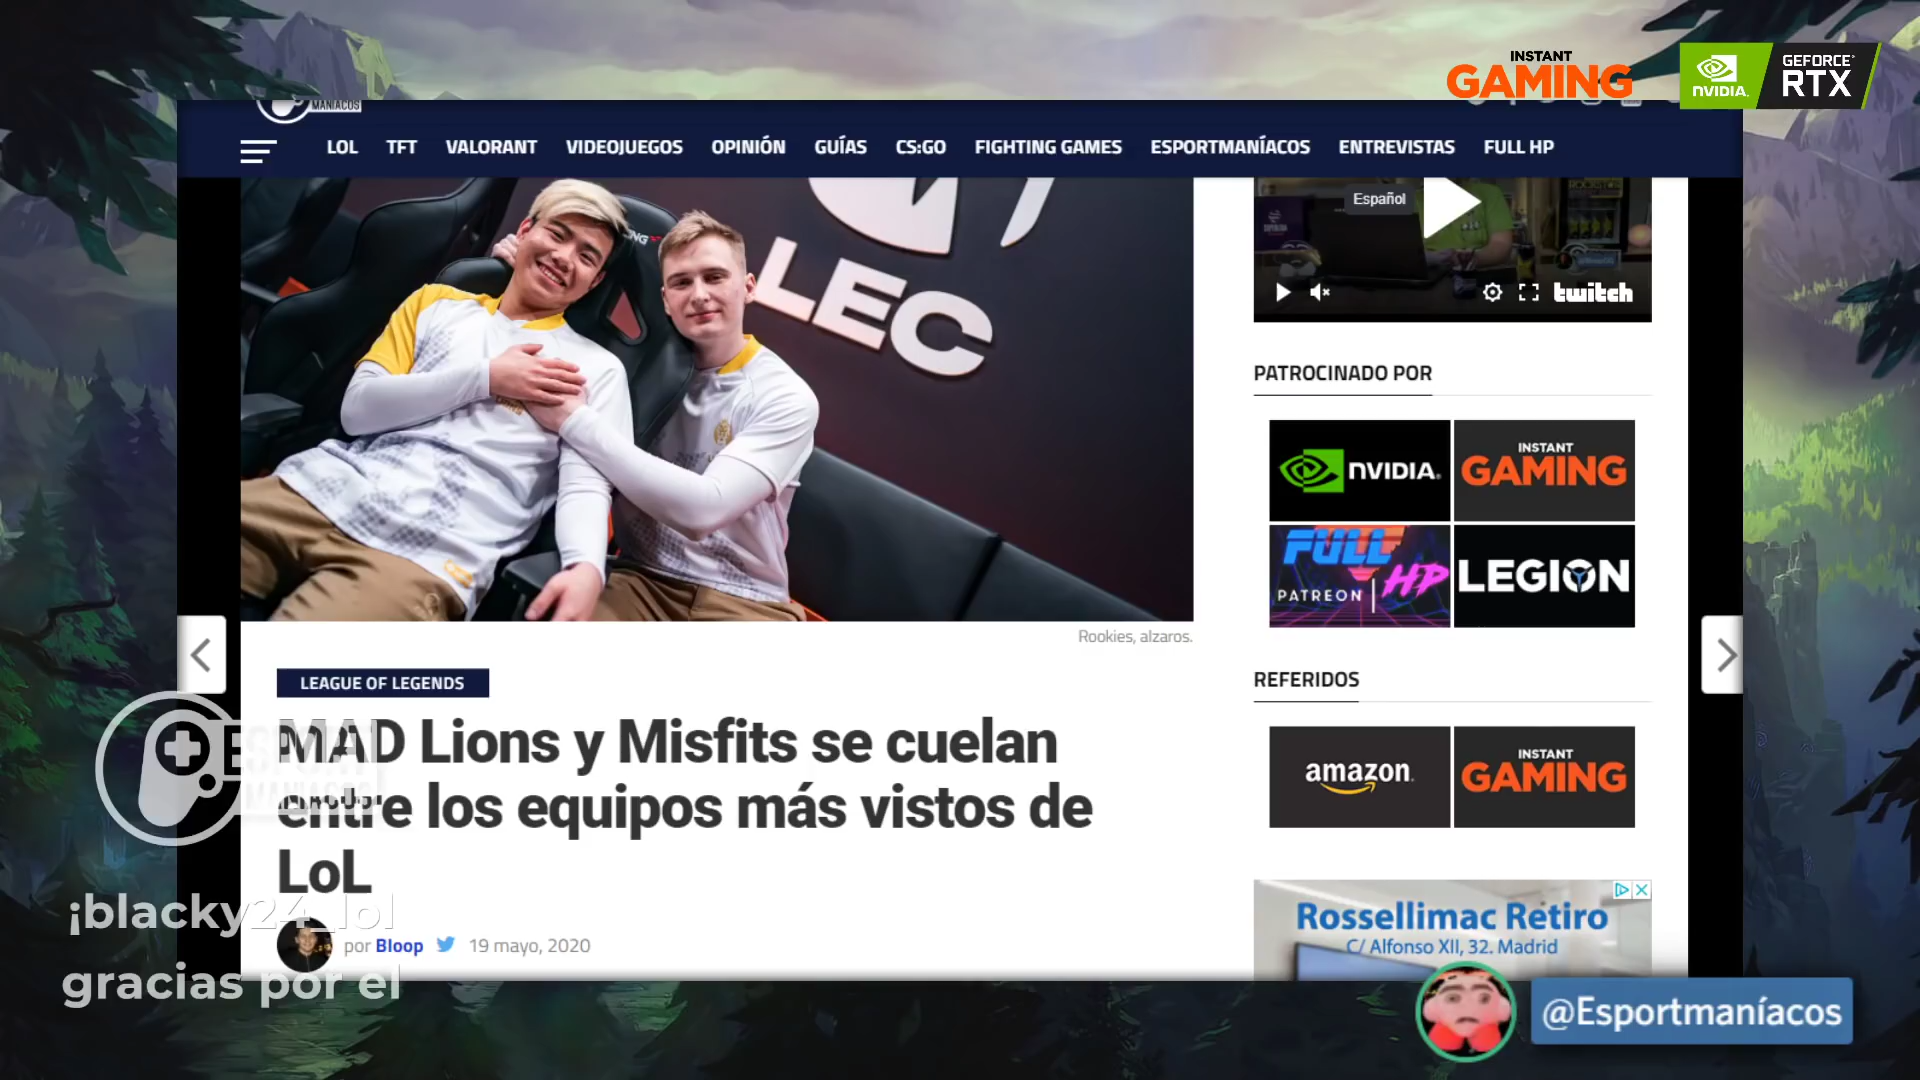 INSTANT
GAMING
NVIDIA.
GEFORCE
RTX
MANIACOS
LOL TFT VALORANT VIDEOJUEGOS OPINIÓN GUÍAS CS:GO FIGHTING GAMES ESPORTMANÍACOS ENTREVISTAS FULL HP
LEC
Español
twitch
PATROCINADO POR
NVIDIA.
INSTANT
GAMING
FULL
HP
PATREON
LEGION
Rookies, alzaros.
REFERIDOS
amazon.
INSTANT
GAMING
LEAGUE OF LEGENDS
MAD Lions y Misfits se cuelan
entre los equipos más vistos de
LoL
ESPORT
MANIACOS
por Bloop 19 mayo, 2020
¡blacky24_lol
gracias por el
Rossellimac Retiro
C/ Alfonso XII, 32. Madrid
@Esportmaníacos